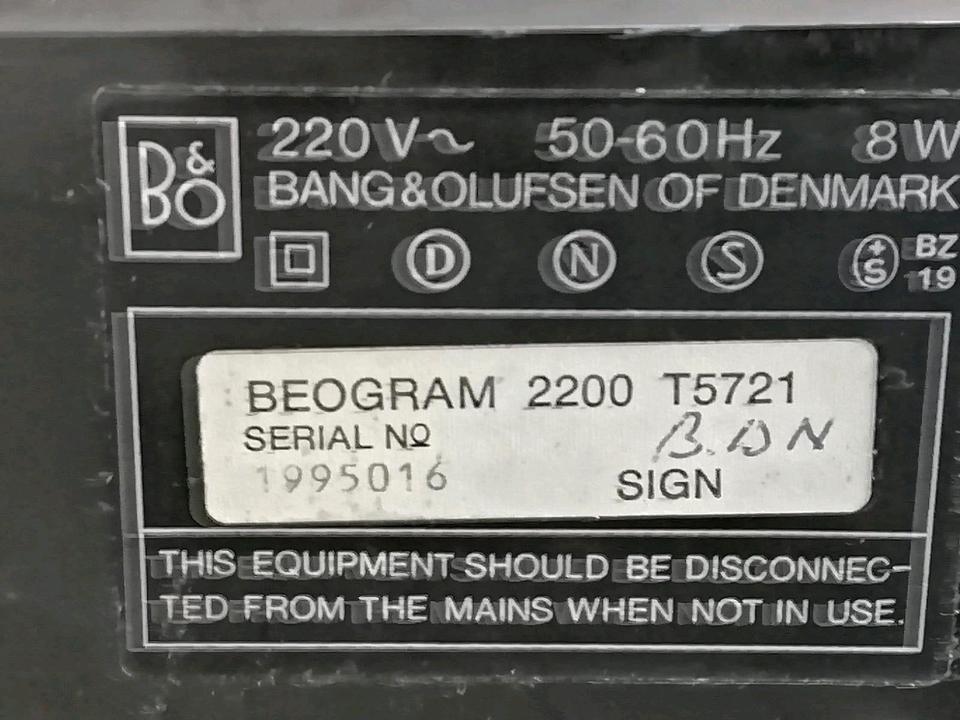 B&O
220V~ 50-60Hz 8W
BANG&OLUFSEN OF DENMARK
D N S +S BZ
19
BEOGRAM 2200 T5721
SERIAL Nº
B.DN
1995016
SIGN
THIS EQUIPMENT SHOULD BE DISCONNEC-
TED FROM THE MAINS WHEN NOT IN USE.